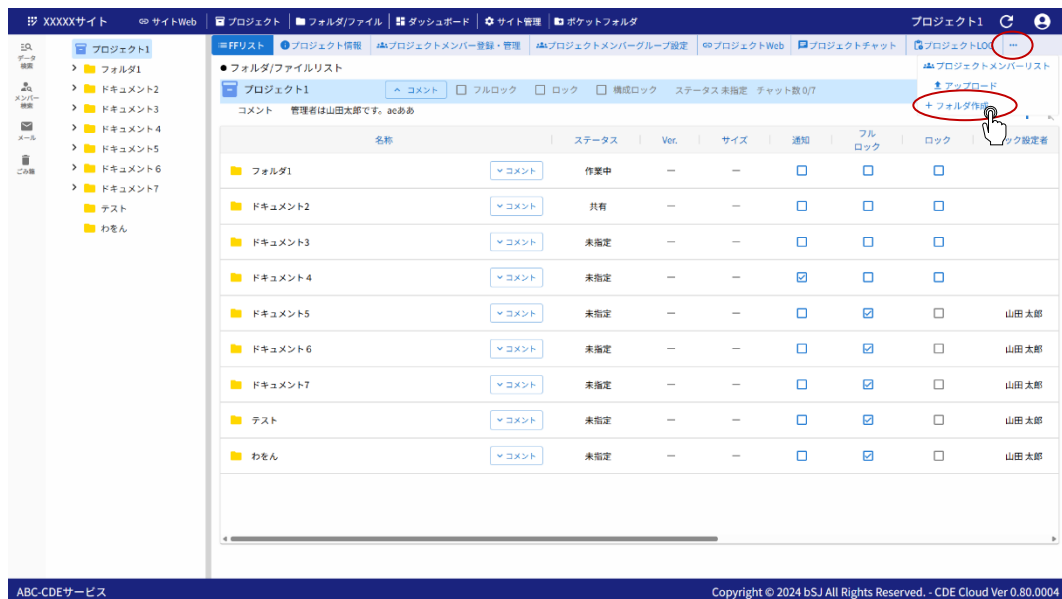 XXXXXサイト サイトWeb プロジェクト フォルダ/ファイル ダッシュボード サイト管理 ポケットフォルダ プロジェクト1
データ検索
メンバー検索
メール
ごみ箱
プロジェクト1
フォルダ1
ドキュメント2
ドキュメント3
ドキュメント４
ドキュメント5
ドキュメント６
ドキュメント7
テスト
わをん
FFリスト プロジェクト情報 プロジェクトメンバー登録・管理 プロジェクトメンバーグループ設定 プロジェクトWeb プロジェクトチャット プロジェクトLOG ...
プロジェクトメンバーリスト
アップロード
+ フォルダ作成
● フォルダ/ファイルリスト
プロジェクト1 コメント フルロック ロック 構成ロック ステータス 未指定 チャット数 0/7
コメント 管理者は山田太郎です。aeああ
名称 ステータス Ver. サイズ 通知 フルロック ロック ック設定者
フォルダ1 コメント 作業中 ー ー
ドキュメント2 コメント 共有 ー ー
ドキュメント3 コメント 未指定 ー ー
ドキュメント４ コメント 未指定 ー ー
ドキュメント5 コメント 未指定 ー ー 山田 太郎
ドキュメント６ コメント 未指定 ー ー 山田 太郎
ドキュメント7 コメント 未指定 ー ー 山田 太郎
テスト コメント 未指定 ー ー 山田 太郎
わをん コメント 未指定 ー ー 山田 太郎
ABC-CDEサービス Copyright © 2024 bSJ All Rights Reserved. - CDE Cloud Ver 0.80.0004